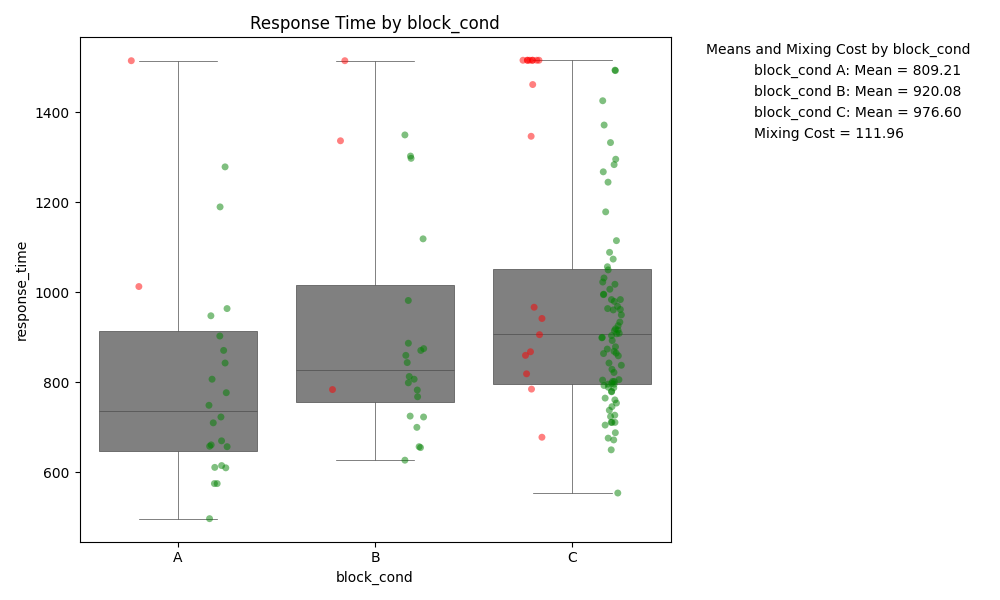 Response Time by block_cond
Means and Mixing Cost by block_cond
block_cond A: Mean = 809.21
block_cond B: Mean = 920.08
block_cond C: Mean = 976.60
Mixing Cost = 111.96
response_time
1400
1200
1000
800
600
A B C
block_cond